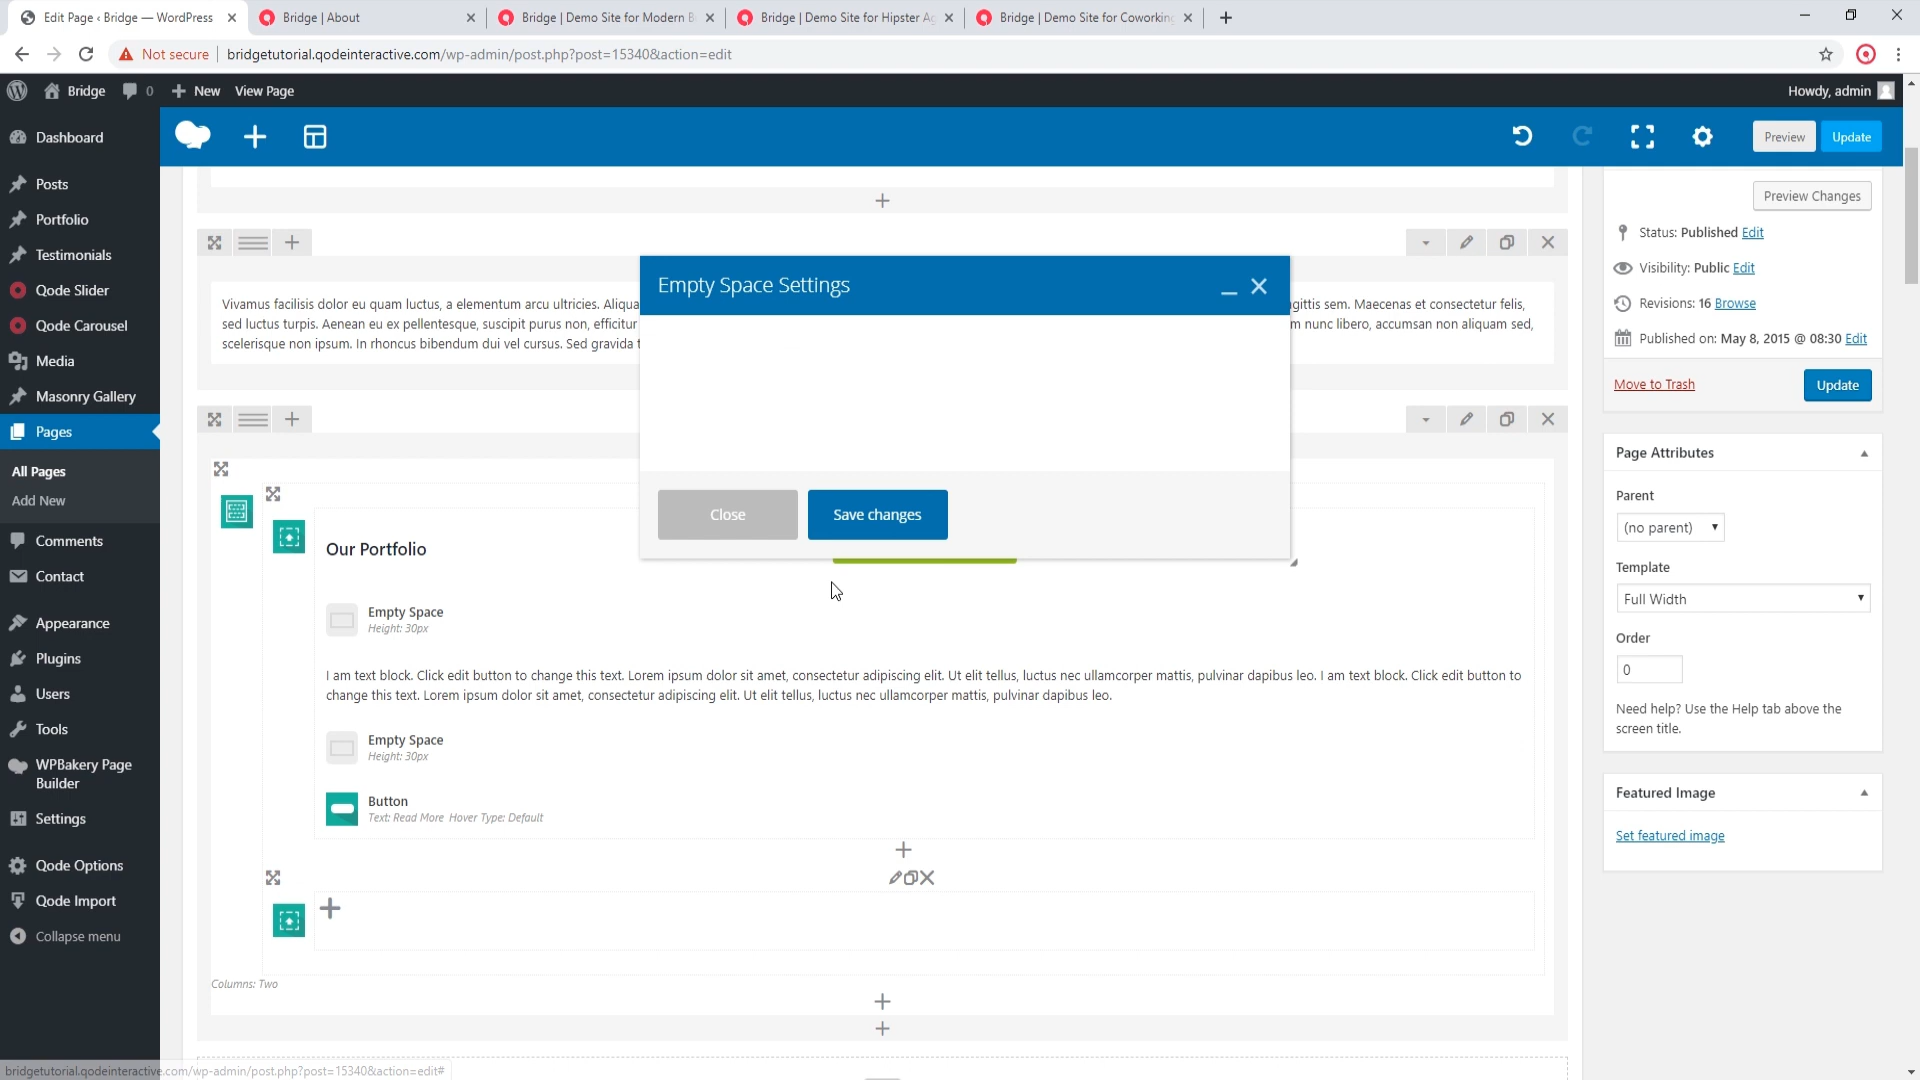 Edit Page ‹ Bridge — WordPress
Bridge | About
Bridge | Demo Site for Modern B
Bridge | Demo Site for Hipster Ag
Bridge | Demo Site for Coworking
Not secure
bridgetutorial.qodeinteractive.com/wp-admin/post.php?post=15340&action=edit
Bridge
0
New
View Page
Howdy, admin
Dashboard
Posts
Portfolio
Testimonials
Qode Slider
Qode Carousel
Media
Masonry Gallery
Pages
All Pages
Add New
Comments
Contact
Appearance
Plugins
Users
Tools
WPBakery Page
Builder
Settings
Qode Options
Qode Import
Collapse menu
Preview
Update
Vivamus facilisis dolor eu quam luctus, a elementum arcu ultricies. Aliqua
gittis sem. Maecenas et consectetur felis,
sed luctus turpis. Aenean eu ex pellentesque, suscipit purus non, efficitur
m nunc libero, accumsan non aliquam sed,
scelerisque non ipsum. In rhoncus bibendum dui vel cursus. Sed gravida t
Empty Space Settings
Close
Save changes
Our Portfolio
Empty Space
Height: 30px
I am text block. Click edit button to change this text. Lorem ipsum dolor sit amet, consectetur adipiscing elit. Ut elit tellus, luctus nec ullamcorper mattis, pulvinar dapibus leo. I am text block. Click edit button to
change this text. Lorem ipsum dolor sit amet, consectetur adipiscing elit. Ut elit tellus, luctus nec ullamcorper mattis, pulvinar dapibus leo.
Empty Space
Height: 30px
Button
Text: Read More Hover Type: Default
Columns: Two
Preview Changes
Status: Published Edit
Visibility: Public Edit
Revisions: 16 Browse
Published on: May 8, 2015 @ 08:30 Edit
Move to Trash
Update
Page Attributes
Parent
(no parent)
Template
Full Width
Order
0
Need help? Use the Help tab above the
screen title.
Featured Image
Set featured image
bridgetutorial.qodeinteractive.com/wp-admin/post.php?post=15340&action=edit#